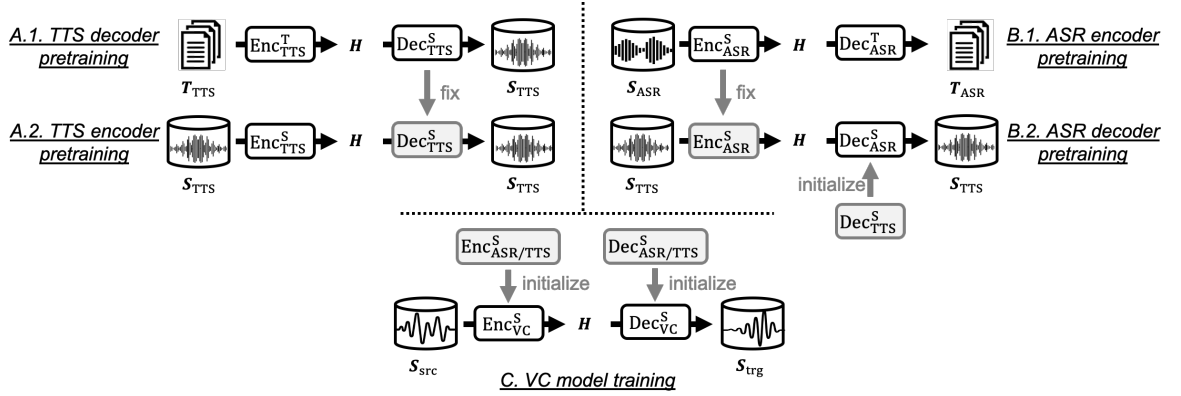 A.1. TTS decoder
pretraining
T_TTS
Enc^T_TTS
H
Dec^S_TTS
S_TTS
fix
A.2. TTS encoder
pretraining
S_TTS
Enc^S_TTS
H
Dec^S_TTS
S_TTS
S_ASR
Enc^S_ASR
H
Dec^T_ASR
T_ASR
B.1. ASR encoder
pretraining
fix
S_TTS
Enc^S_ASR
H
Dec^S_ASR
S_TTS
B.2. ASR decoder
pretraining
initialize
Dec^S_TTS
Enc^S_ASR/TTS
Dec^S_ASR/TTS
initialize
initialize
S_src
Enc^S_VC
H
Dec^S_VC
S_trg
C. VC model training